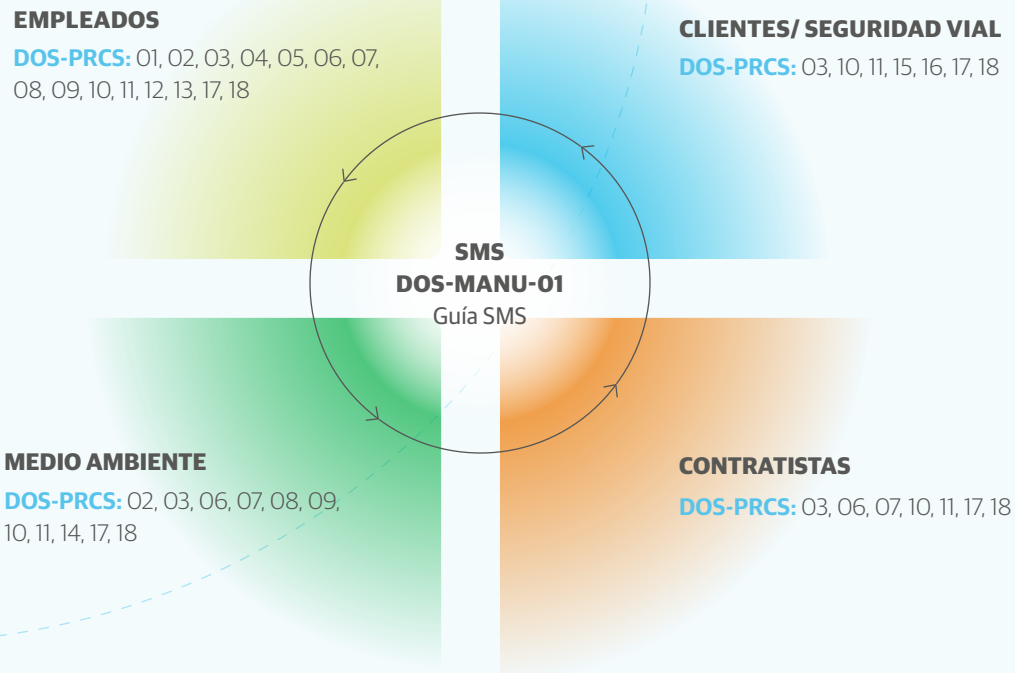 EMPLEADOS
DOS-PRCS: 01, 02, 03, 04, 05, 06, 07,
08, 09, 10, 11, 12, 13, 17, 18
CLIENTES/ SEGURIDAD VIAL
DOS-PRCS: 03, 10, 11, 15, 16, 17, 18
SMS
DOS-MANU-01
Guía SMS
MEDIO AMBIENTE
DOS-PRCS: 02, 03, 06, 07, 08, 09,
10, 11, 14, 17, 18
CONTRATISTAS
DOS-PRCS: 03, 06, 07, 10, 11, 17, 18